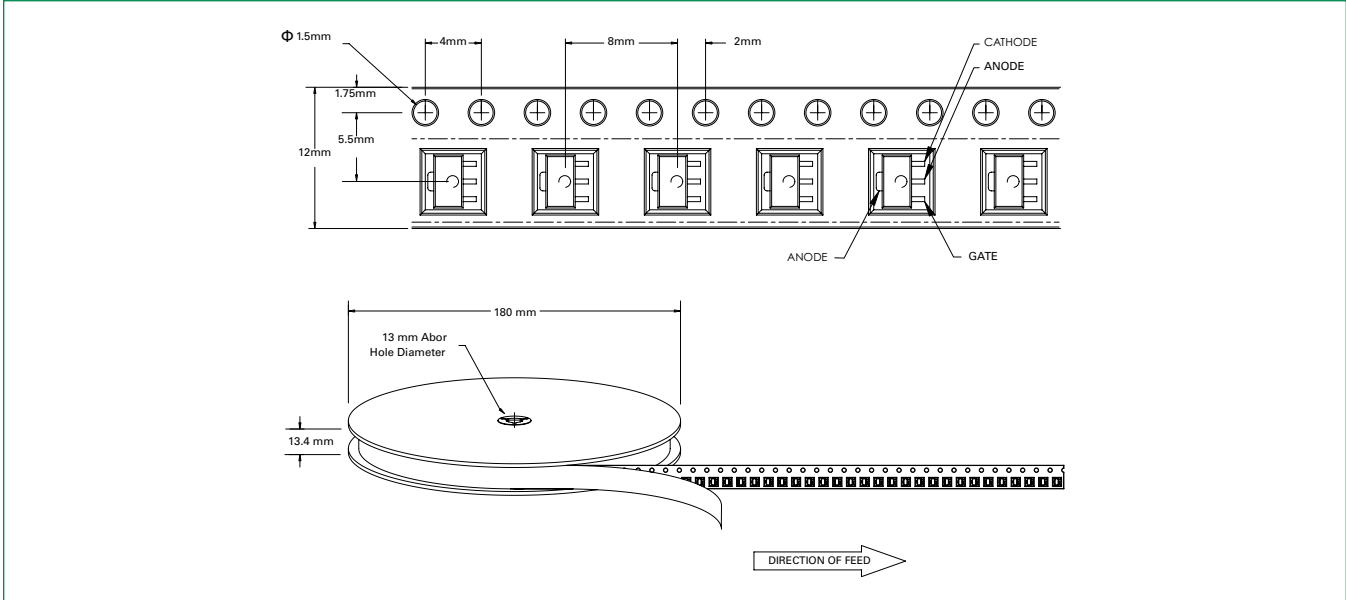 Φ 1.5mm
4mm
8mm
2mm
CATHODE
ANODE
1.75mm
5.5mm
12mm
ANODE
GATE
180 mm
13 mm Abor
Hole Diameter
13.4 mm
DIRECTION OF FEED